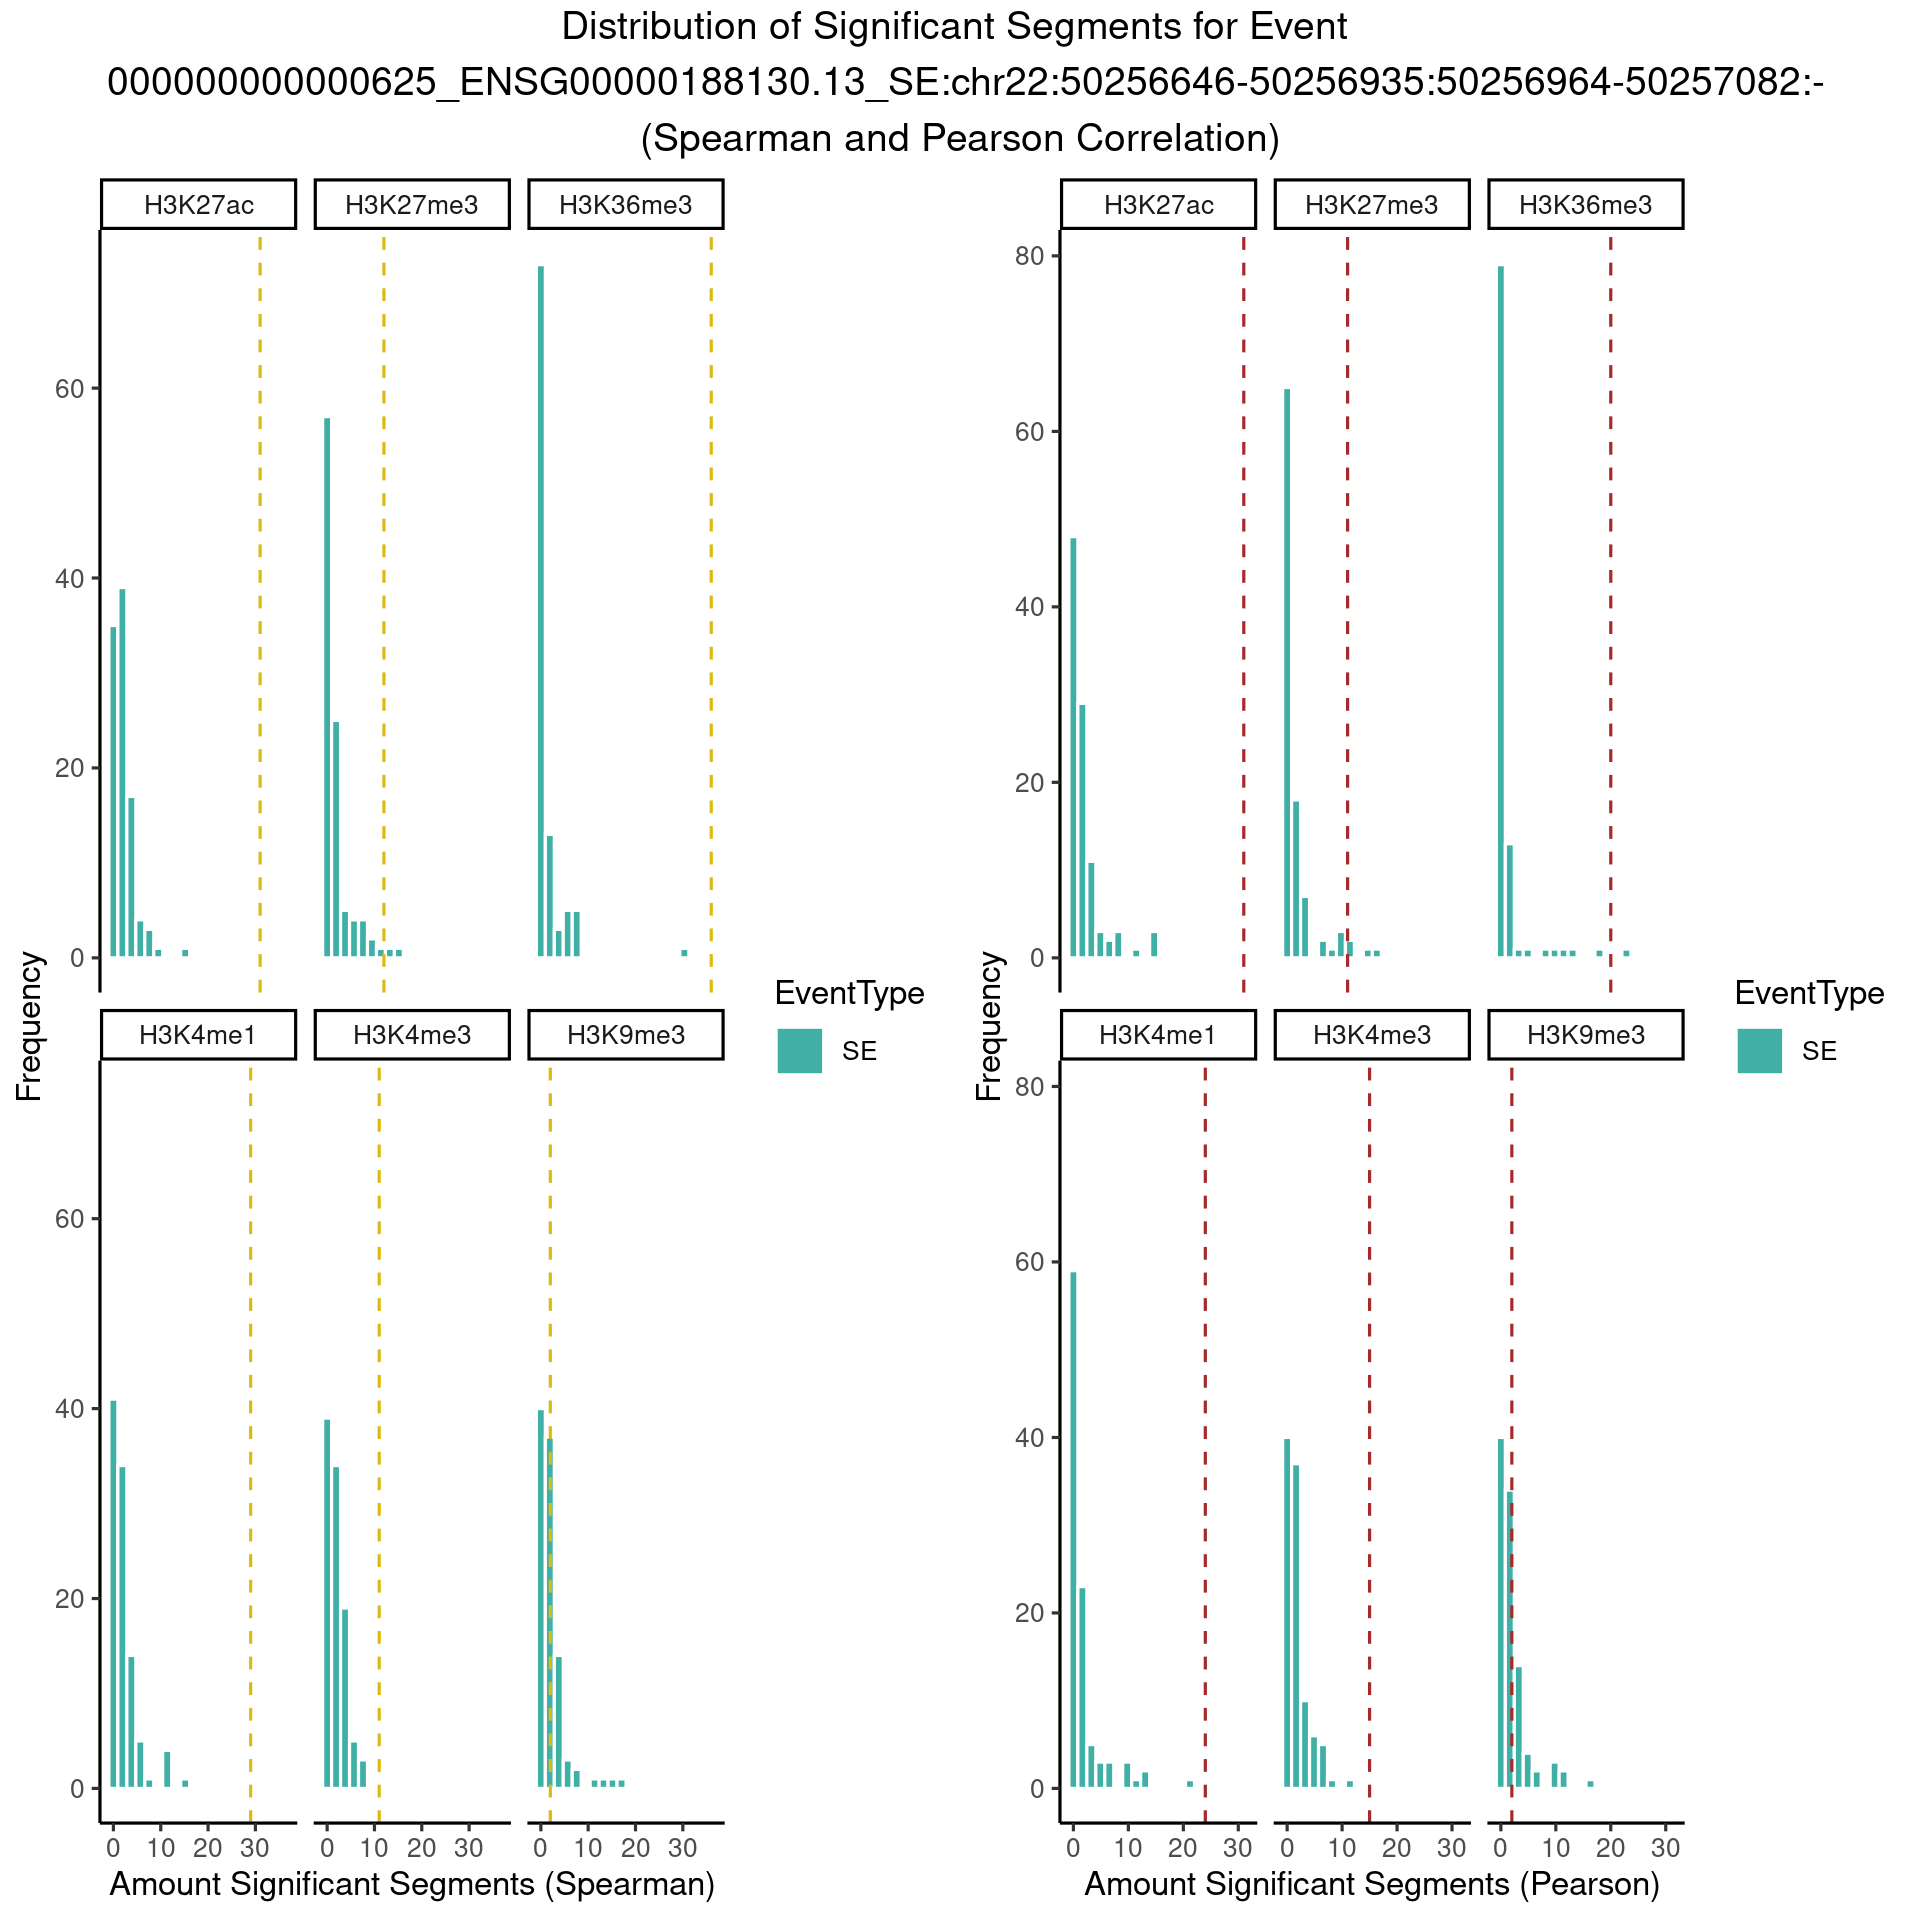 Distribution of Significant Segments for Event
000000000000625_ENSG00000188130.13_SE:chr22:50256646-50256935:50256964-50257082:-
(Spearman and Pearson Correlation)
H3K27ac H3K27me3 H3K36me3
60
40
20
0
H3K4me1 H3K4me3 H3K9me3
60
40
20
0
0 10 20 30 0 10 20 30 0 10 20 30
Amount Significant Segments (Spearman)
Frequency
EventType
SE
H3K27ac H3K27me3 H3K36me3
80
60
40
20
0
H3K4me1 H3K4me3 H3K9me3
80
60
40
20
0
0 10 20 30 0 10 20 30 0 10 20 30
Amount Significant Segments (Pearson)
Frequency
EventType
SE